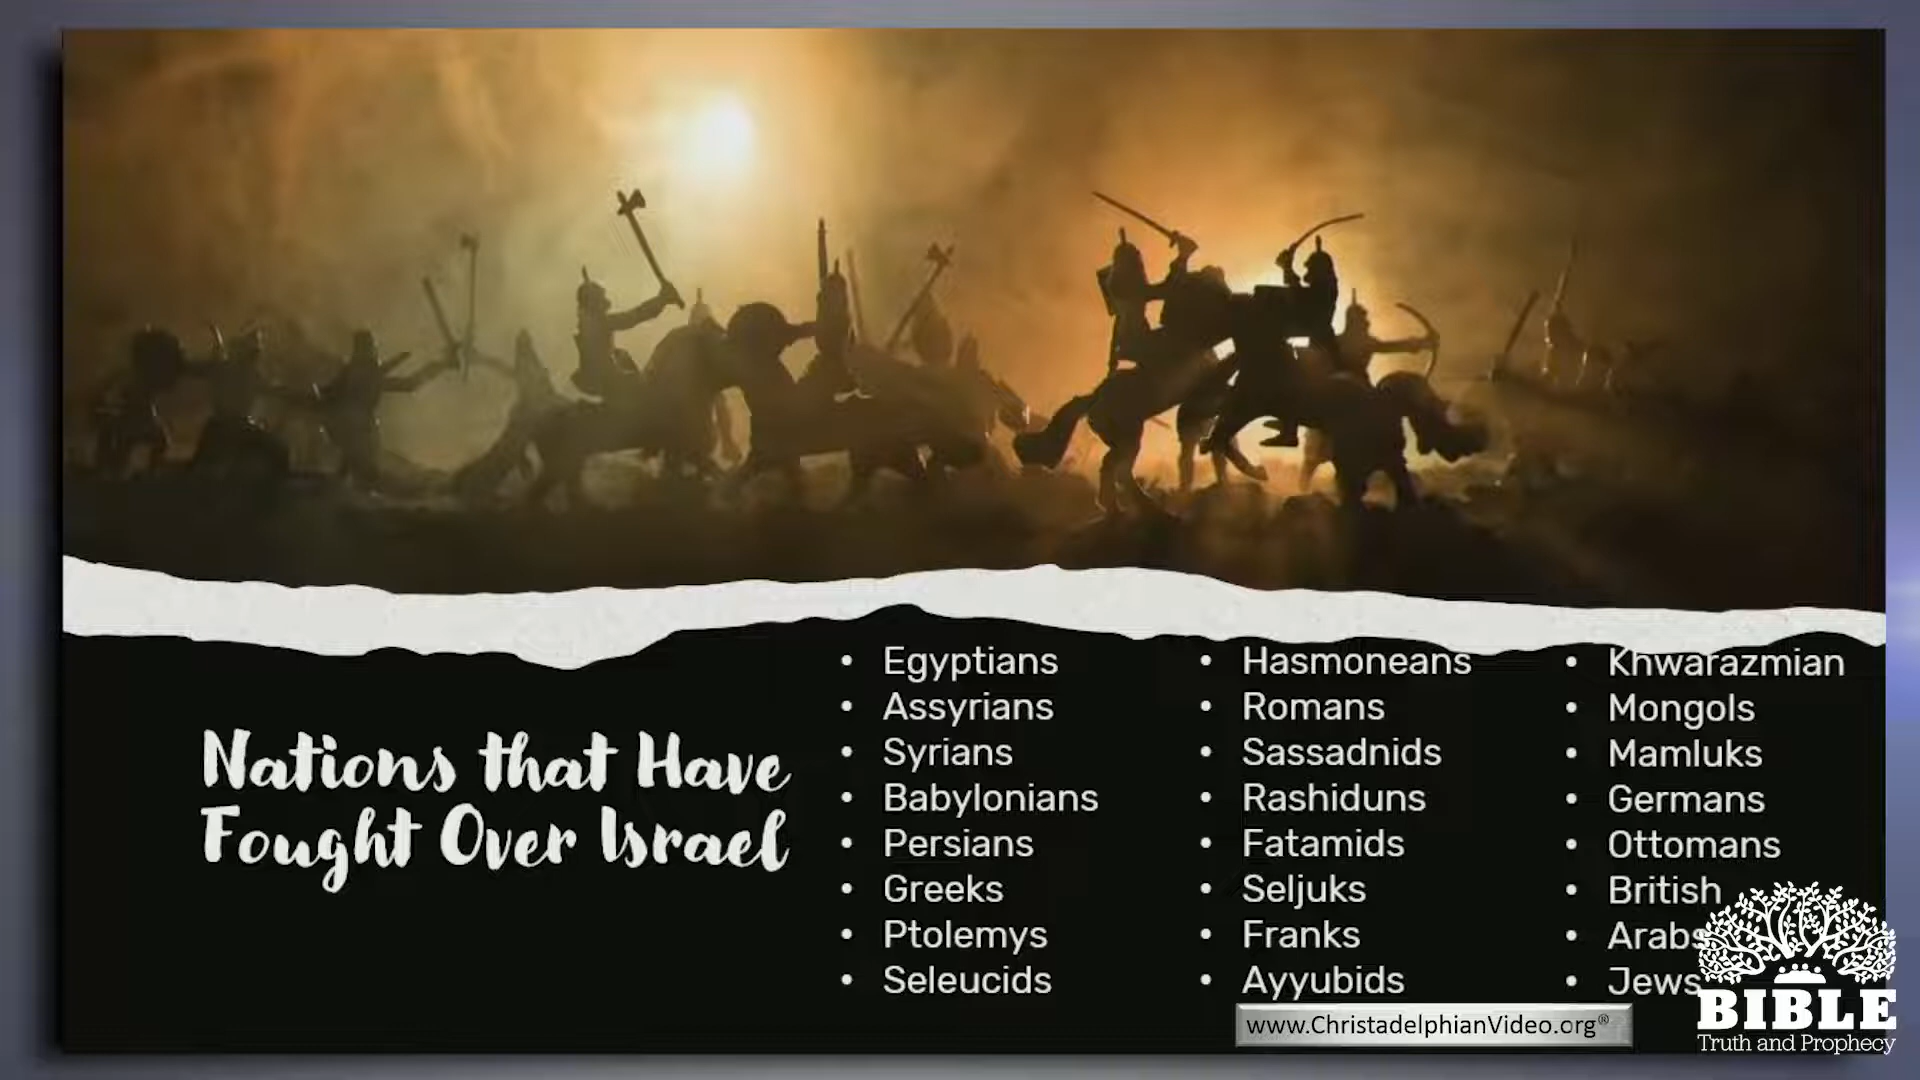 Nations that Have
Fought Over Israel
• Egyptians
• Assyrians
• Syrians
• Babylonians
• Persians
• Greeks
• Ptolemys
• Seleucids
• Hasmoneans
• Romans
• Sassadnids
• Rashiduns
• Fatamids
• Seljuks
• Franks
• Ayyubids
• Khwarazmian
• Mongols
• Mamluks
• Germans
• Ottomans
• British
• Arabs
• Jews
www.ChristadelphianVideo.org®
BIBLE
Truth and Prophecy